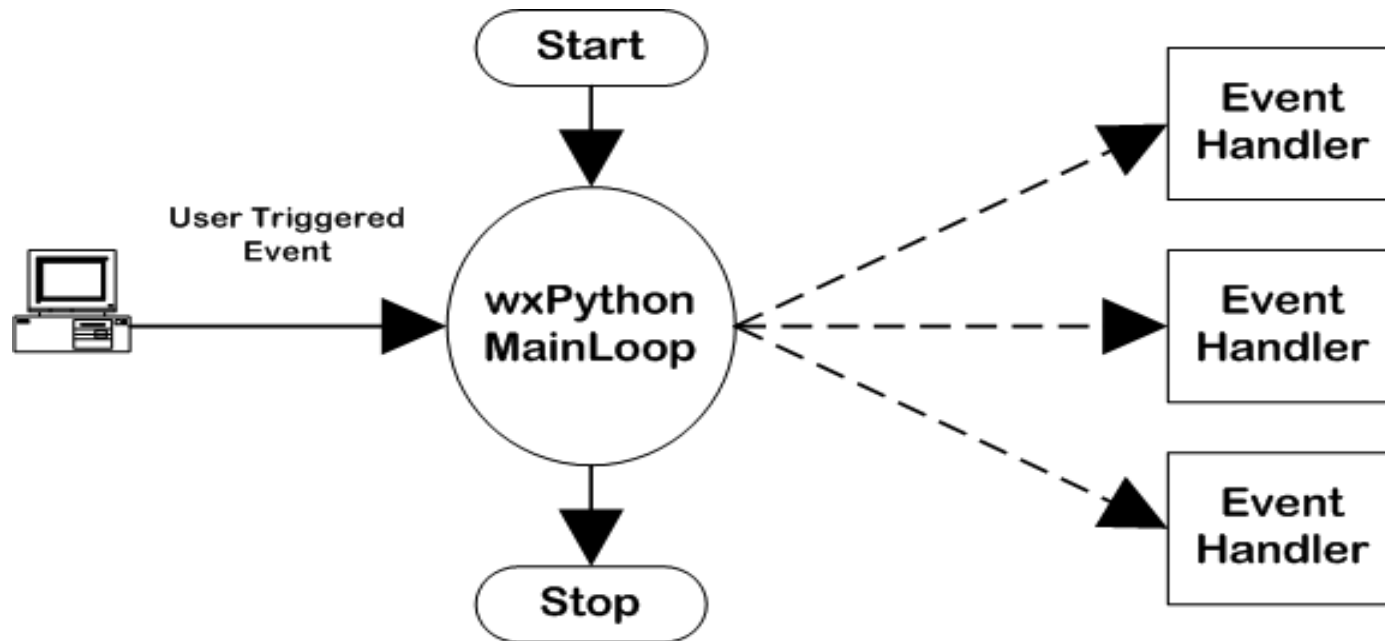 Start
User Triggered
Event
wxPython
MainLoop
Stop
Event
Handler
Event
Handler
Event
Handler